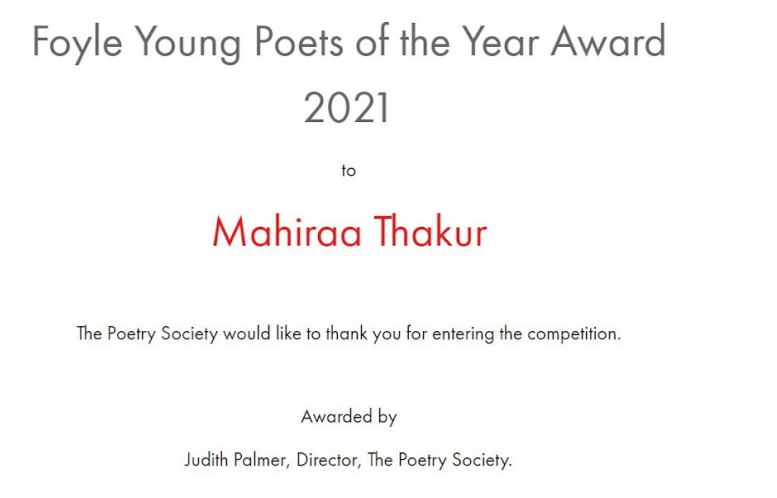 Foyle Young Poets of the Year Award
2021
to
Mahiraa Thakur
The Poetry Society would like to thank you for entering the competition.
Awarded by
Judith Palmer, Director, The Poetry Society.